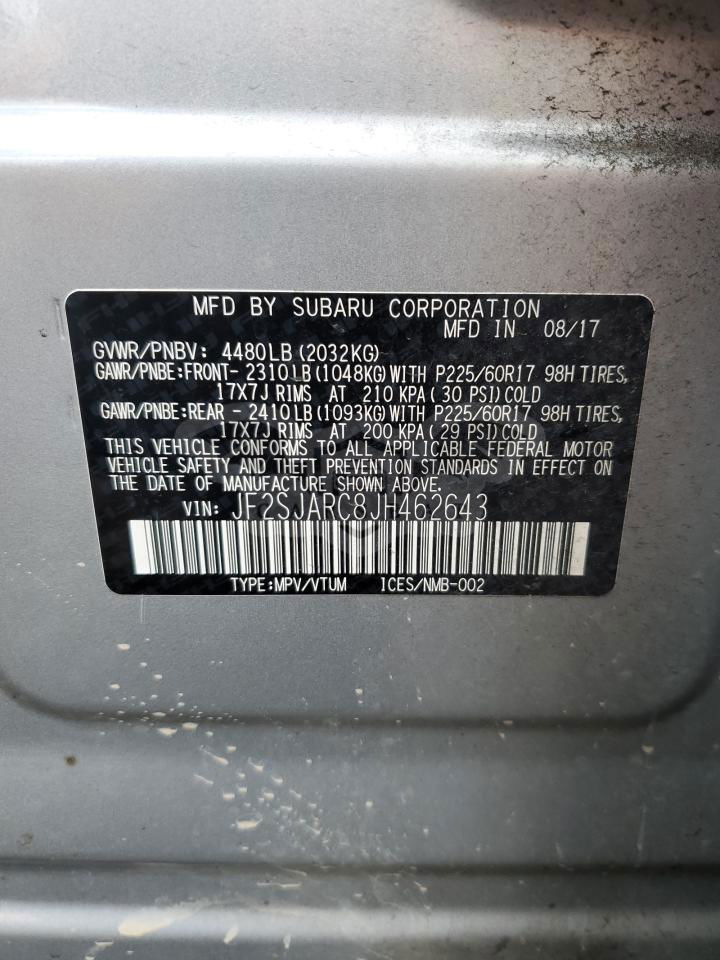 MFD BY SUBARU CORPORATION
MFD IN 08/17
GVWR/PNBV: 4480LB(2032KG)
GAWR/PNBE:FRONT- 2310LB(1048KG)WITH P225/60R17 98H TIRES,
17X7J RIMS AT 210 KPA( 30 PSI)COLD
GAWR/PNBE:REAR - 2410LB(1093KG)WITH P225/60R17 98H TIRES,
17X7J RIMS AT 200 KPA( 29 PSI)COLD
THIS VEHICLE CONFORMS TO ALL APPLICABLE FEDERAL MOTOR
VEHICLE SAFETY AND THEFT PREVENTION STANDARDS IN EFFECT ON
THE DATE OF MANUFACTURE SHOWN ABOVE.
VIN: JF2SJARC8JH462643
TYPE:MPV/VTUM ICES/NMB-002